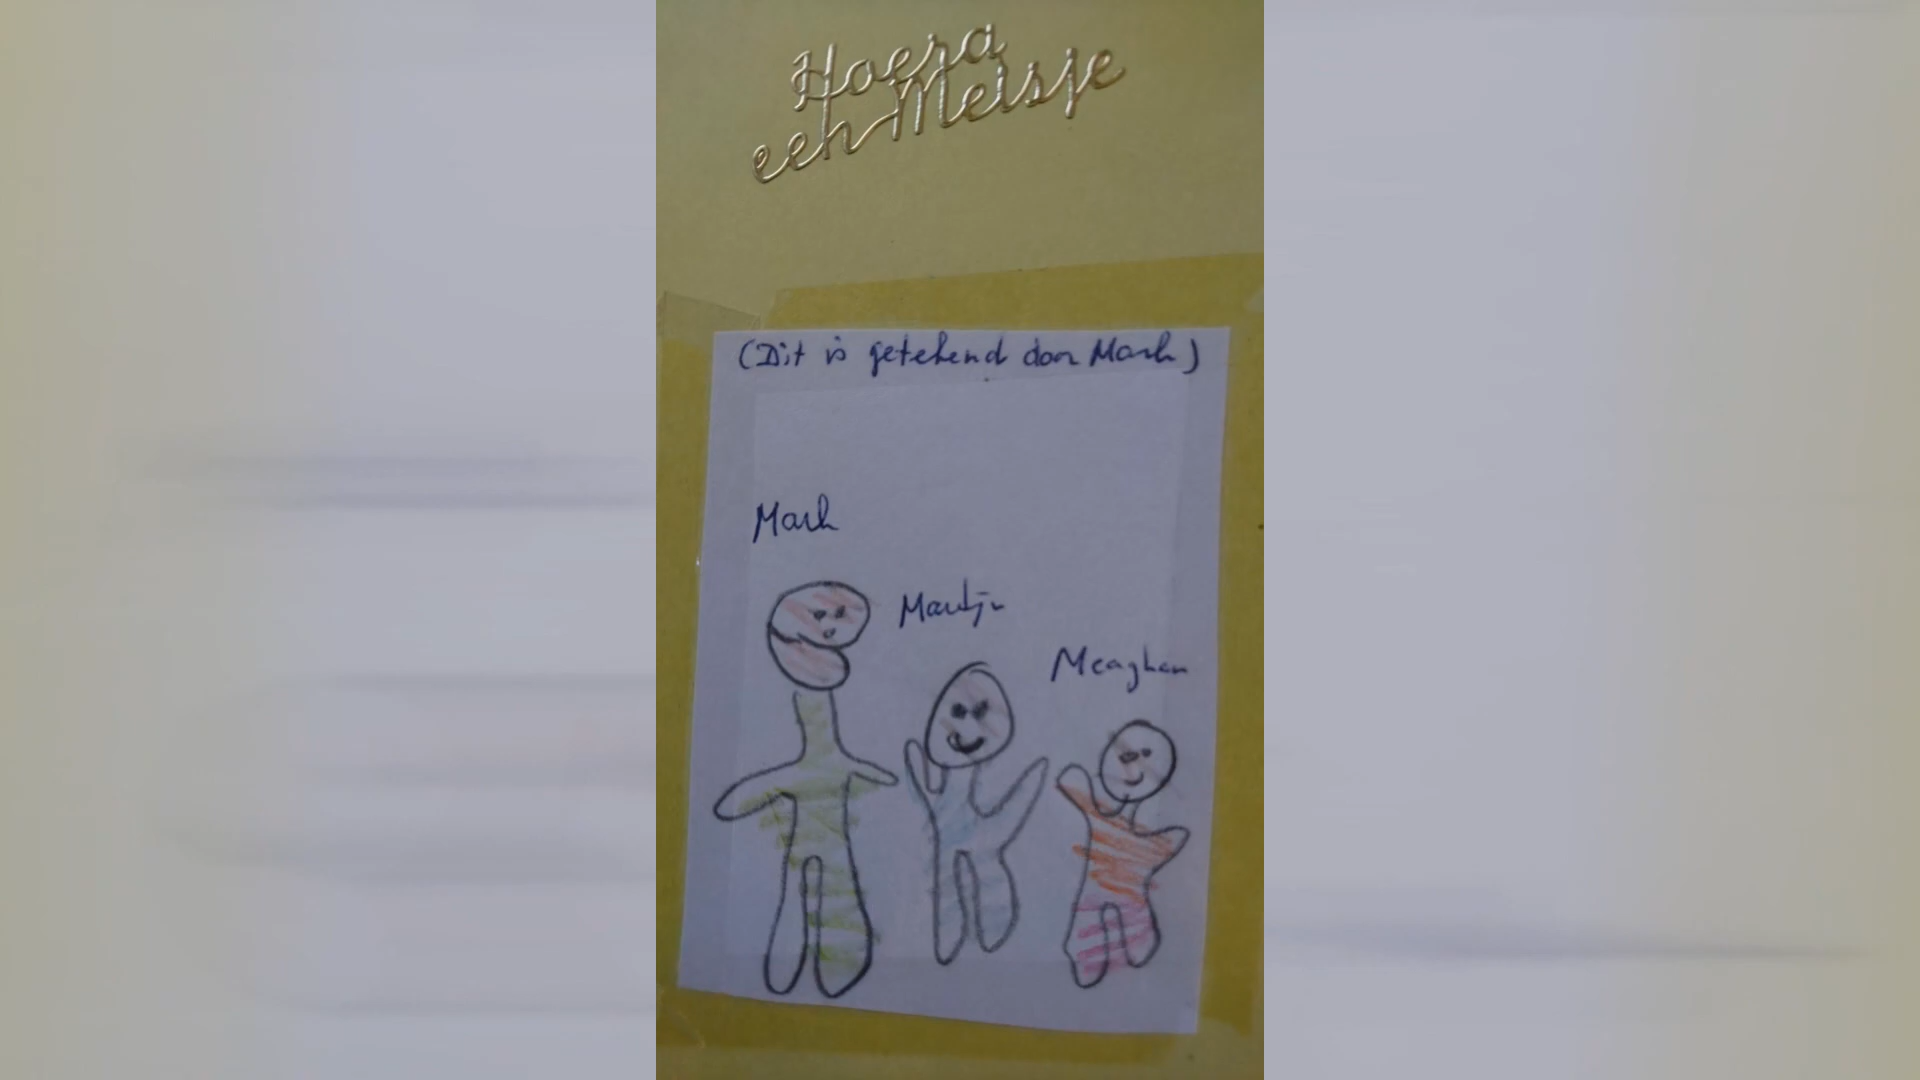 Hoera
een Meisje
(Dit is getekend door Mark)
Mark
Martijn
Meaghan